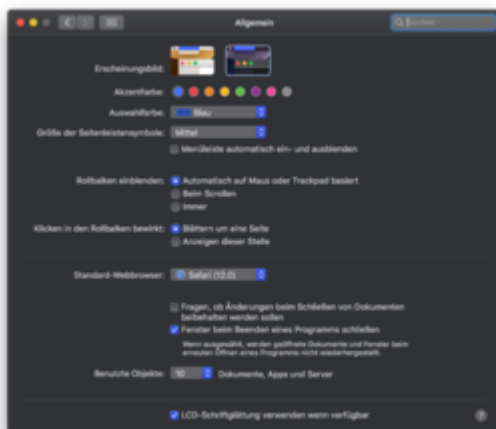 Allgemein
Suchen
Erscheinungsbild:
Akzentfarbe:
Auswahlfarbe: Blau
Größe der Seitenleistensymbole: Mittel
Menüleiste automatisch ein- und ausblenden
Rollbalken einblenden: Automatisch auf Maus oder Trackpad basiert
Beim Scrollen
Immer
Klicken in den Rollbalken bewirkt: Blättern um eine Seite
Anzeigen dieser Stelle
Standard-Webbrowser: Safari (12.0)
Fragen, ob Änderungen beim Schließen von Dokumenten
beibehalten werden sollen
Fenster beim Beenden eines Programms schließen
Wenn ausgewählt, werden geöffnete Dokumente und Fenster beim
erneuten Öffnen eines Programms nicht wiederhergestellt.
Benutzte Objekte: 10 Dokumente, Apps und Server
LCD-Schriftglättung verwenden wenn verfügbar
?